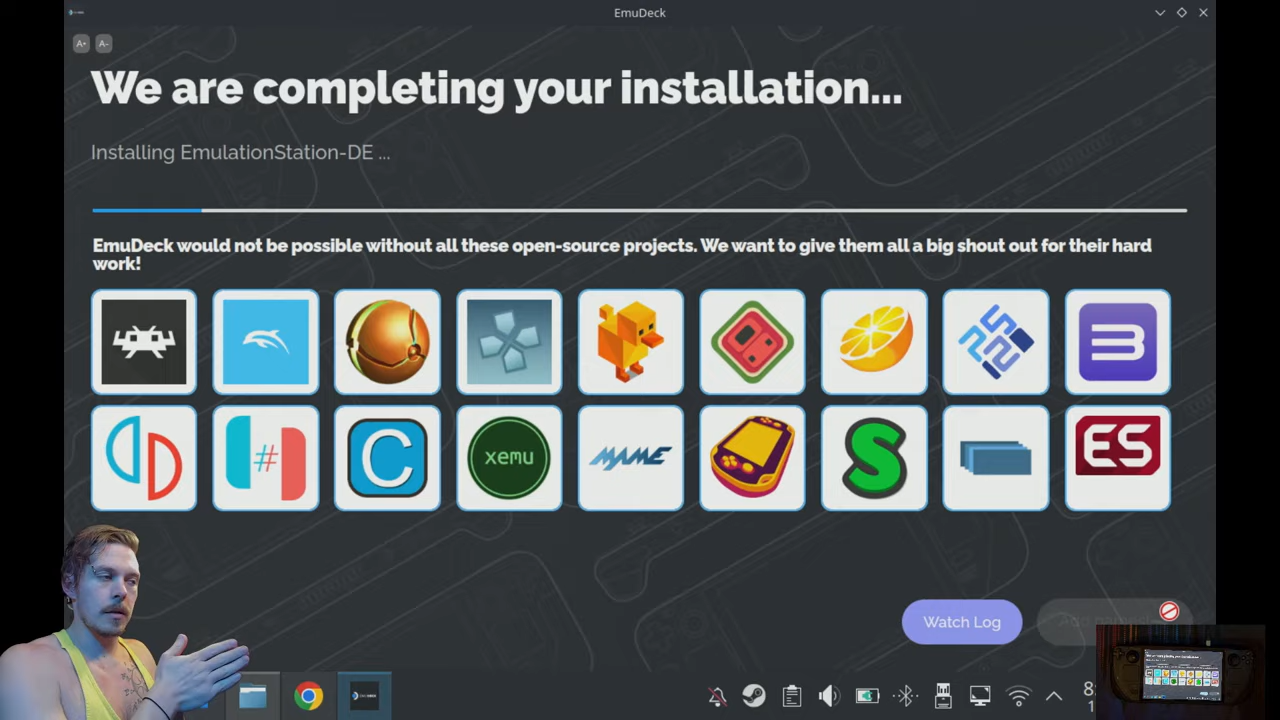 EmuDeck
A+ A-
We are completing your installation...
Installing EmulationStation-DE ...
EmuDeck would not be possible without all these open-source projects. We want to give them all a big shout out for their hard
work!
B
# C xemu MAME S ES
Watch Log